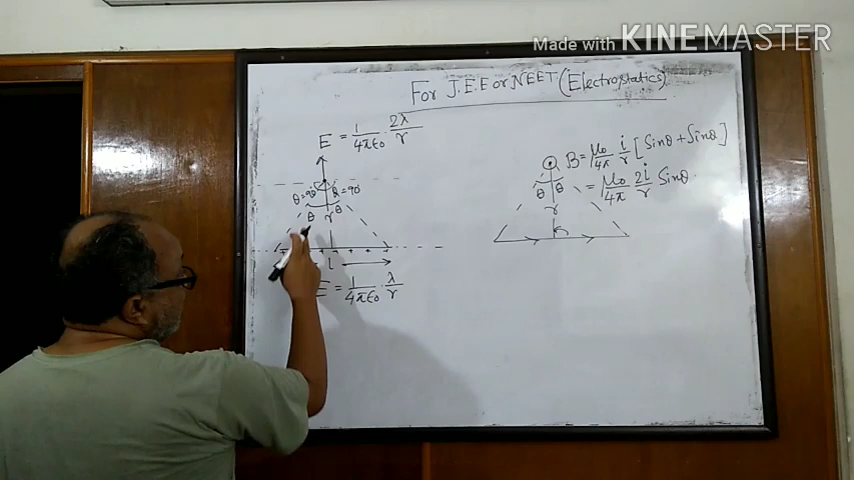 Made with KINEMASTER
For J.E.E or NEET (Electrostatics)
E = 1/4πε0 · 2λ/r
θ=90° θ=90°
θ r θ
l
E = 1/4πε0 · λ/r
B = μ0/4π i/r [Sinθ + Sinθ]
= μ0/4π 2i/r Sinθ
θ θ
r